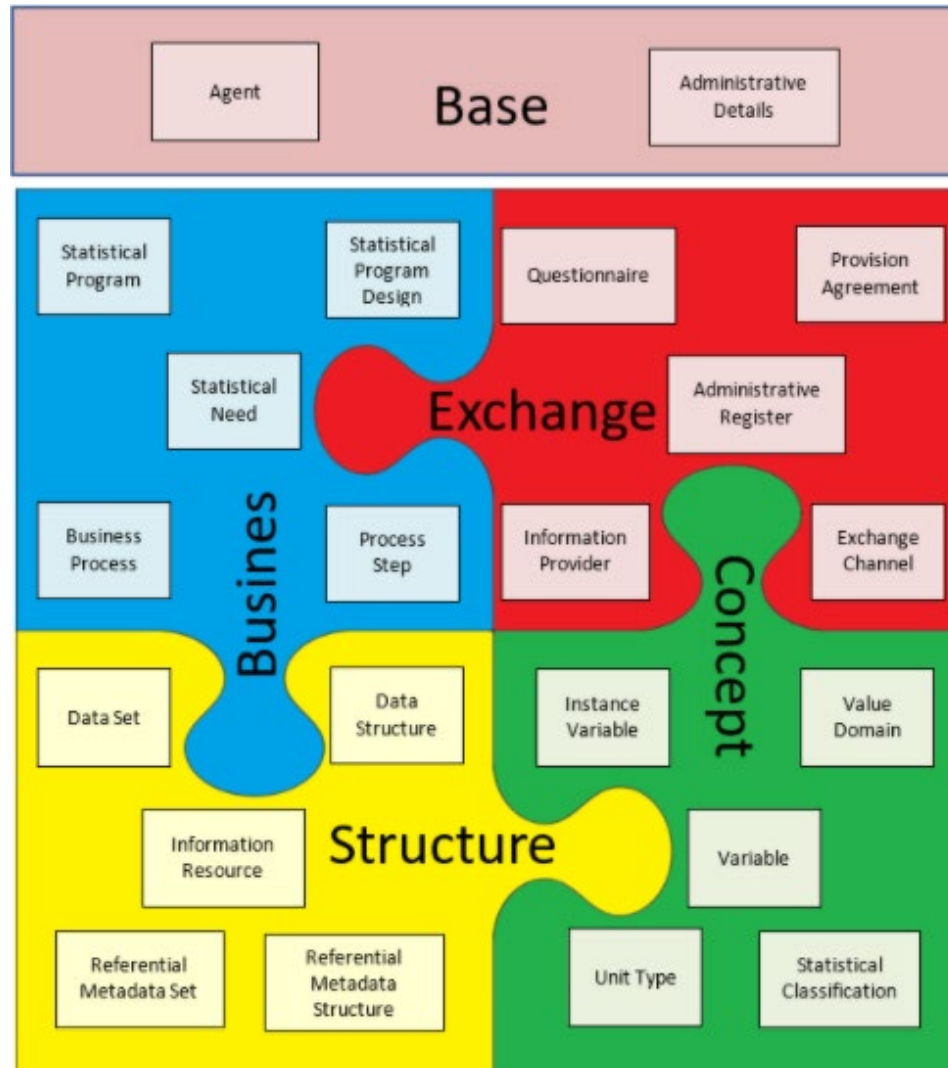 Agent
Base
Administrative
Details
Statistical
Program
Statistical
Program
Design
Statistical
Need
Business
Process
Process
Step
Busines
Questionnaire
Provision
Agreement
Exchange
Administrative
Register
Information
Provider
Exchange
Channel
Data Set
Data
Structure
Information
Resource
Structure
Referential
Metadata Set
Referential
Metadata
Structure
Concept
Instance
Variable
Value
Domain
Variable
Unit Type
Statistical
Classification